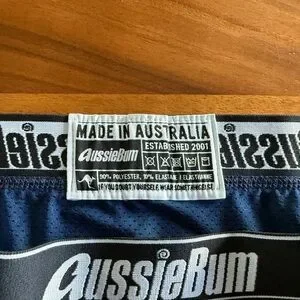 MADE IN AUSTRALIA
ESTABLISHED 2001
aussieBum
90% POLYESTER, 10% ELASTANE / ELASTHANNE
IF YOU DOUBT YOURSELF, WEAR SOMETHING ELSE
aussieBum